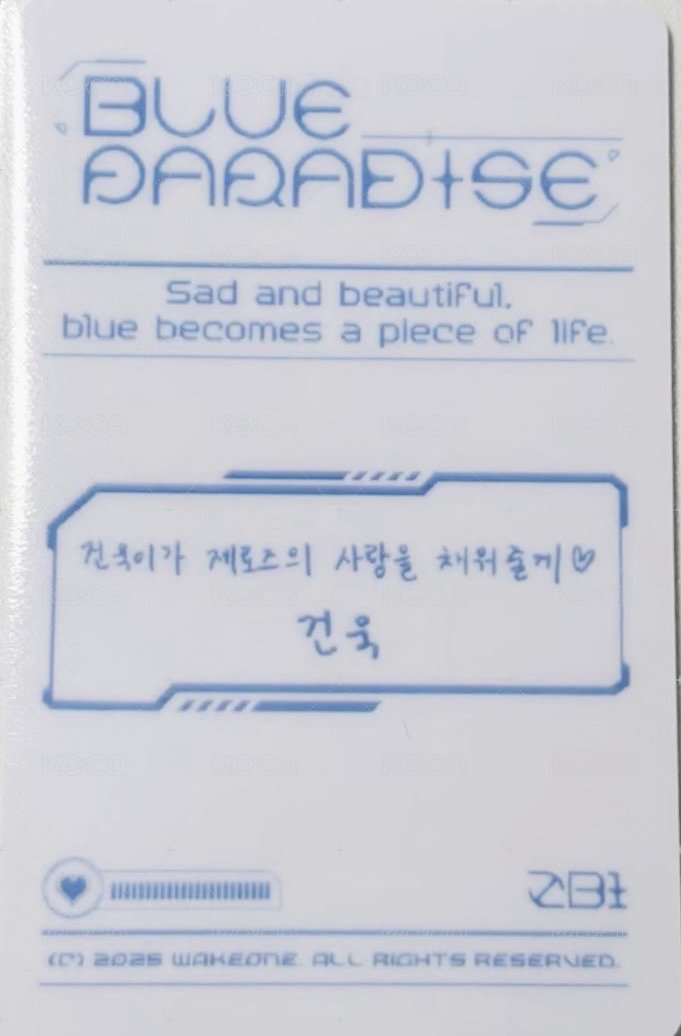 BLUE
PARADISE
Sad and beautiful,
blue becomes a piece of life.
건욱이가 제로즈의 사랑을 채워줄게♡
건욱
ZB1
(C) 2025 WAKEONE. ALL RIGHTS RESERVED.
KOCA